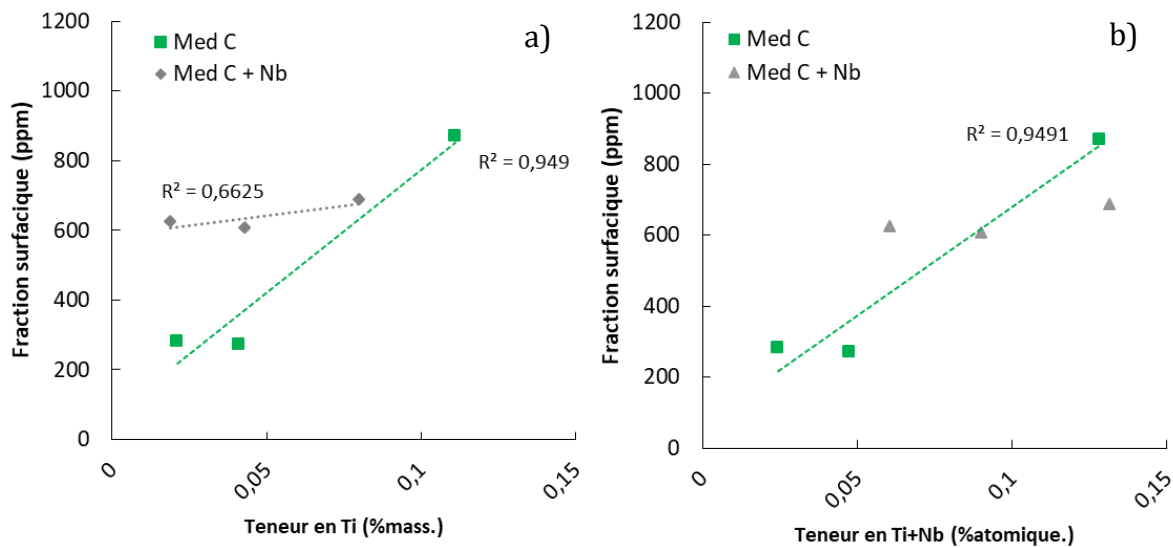 a)
Med C
Med C + Nb
R² = 0,6625
R² = 0,949
Fraction surfacique (ppm)
1200
1000
800
600
400
200
0
0
0,05
0,1
0,15
Teneur en Ti (%mass.)
b)
Med C
Med C + Nb
R² = 0,9491
Fraction surfacique (ppm)
1200
1000
800
600
400
200
0
0
0,05
0,1
0,15
Teneur en Ti+Nb (%atomique.)